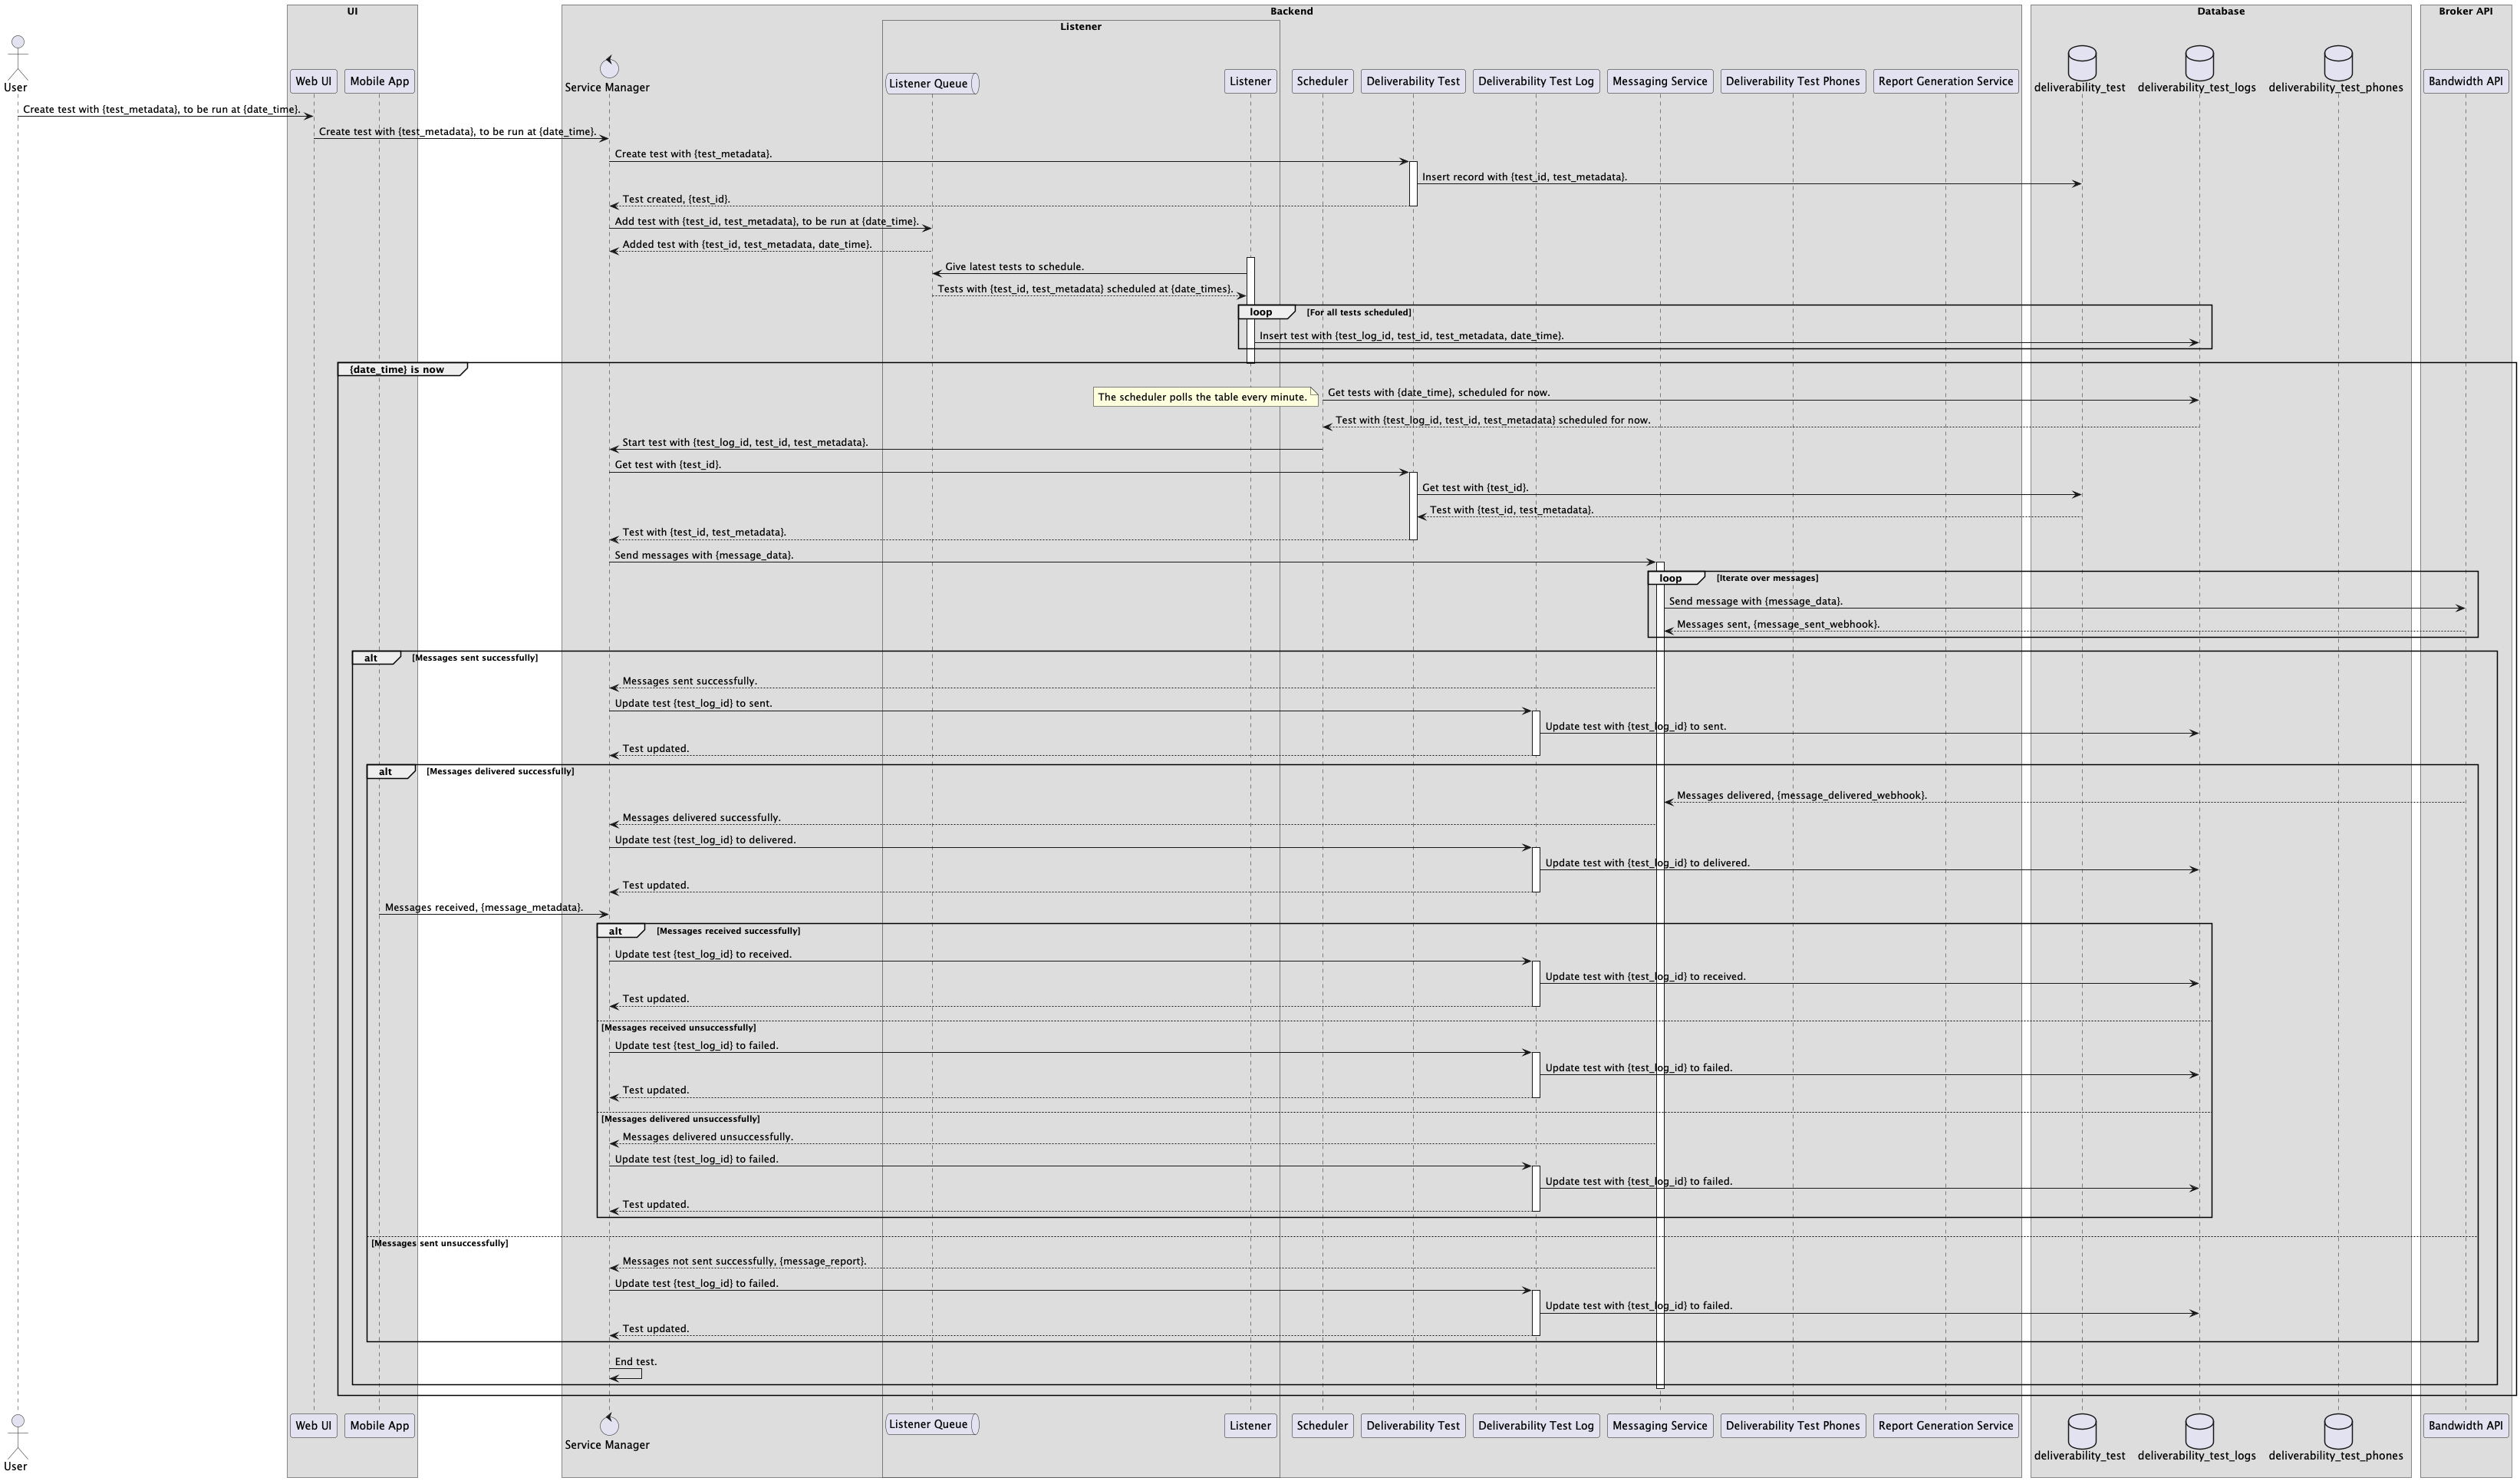 UI
Backend
Database
Broker API
Listener
User
Web UI
Mobile App
Service Manager
Listener Queue
Listener
Scheduler
Deliverability Test
Deliverability Test Log
Messaging Service
Deliverability Test Phones
Report Generation Service
deliverability_test
deliverability_test_logs
deliverability_test_phones
Bandwidth API
Create test with {test_metadata}, to be run at {date_time}.
Create test with {test_metadata}, to be run at {date_time}.
Create test with {test_metadata}.
Insert record with {test_id, test_metadata}.
Test created, {test_id}.
Add test with {test_id, test_metadata}, to be run at {date_time}.
Added test with {test_id, test_metadata, date_time}.
Give latest tests to schedule.
Tests with {test_id, test_metadata} scheduled at {date_times}.
loop [For all tests scheduled]
Insert test with {test_log_id, test_id, test_metadata, date_time}.
{date_time} is now
The scheduler polls the table every minute.
Get tests with {date_time}, scheduled for now.
Test with {test_log_id, test_id, test_metadata} scheduled for now.
Start test with {test_log_id, test_id, test_metadata}.
Get test with {test_id}.
Get test with {test_id}.
Test with {test_id, test_metadata}.
Test with {test_id, test_metadata}.
Send messages with {message_data}.
loop [Iterate over messages]
Send message with {message_data}.
Messages sent, {message_sent_webhook}.
alt [Messages sent successfully]
Messages sent successfully.
Update test {test_log_id} to sent.
Update test with {test_log_id} to sent.
Test updated.
alt [Messages delivered successfully]
Messages delivered, {message_delivered_webhook}.
Messages delivered successfully.
Update test {test_log_id} to delivered.
Update test with {test_log_id} to delivered.
Test updated.
Messages received, {message_metadata}.
alt [Messages received successfully]
Update test {test_log_id} to received.
Update test with {test_log_id} to received.
Test updated.
[Messages received unsuccessfully]
Update test {test_log_id} to failed.
Update test with {test_log_id} to failed.
Test updated.
[Messages delivered unsuccessfully]
Messages delivered unsuccessfully.
Update test {test_log_id} to failed.
Update test with {test_log_id} to failed.
Test updated.
[Messages sent unsuccessfully]
Messages not sent successfully, {message_report}.
Update test {test_log_id} to failed.
Update test with {test_log_id} to failed.
Test updated.
End test.
User
Web UI
Mobile App
Service Manager
Listener Queue
Listener
Scheduler
Deliverability Test
Deliverability Test Log
Messaging Service
Deliverability Test Phones
Report Generation Service
deliverability_test
deliverability_test_logs
deliverability_test_phones
Bandwidth API